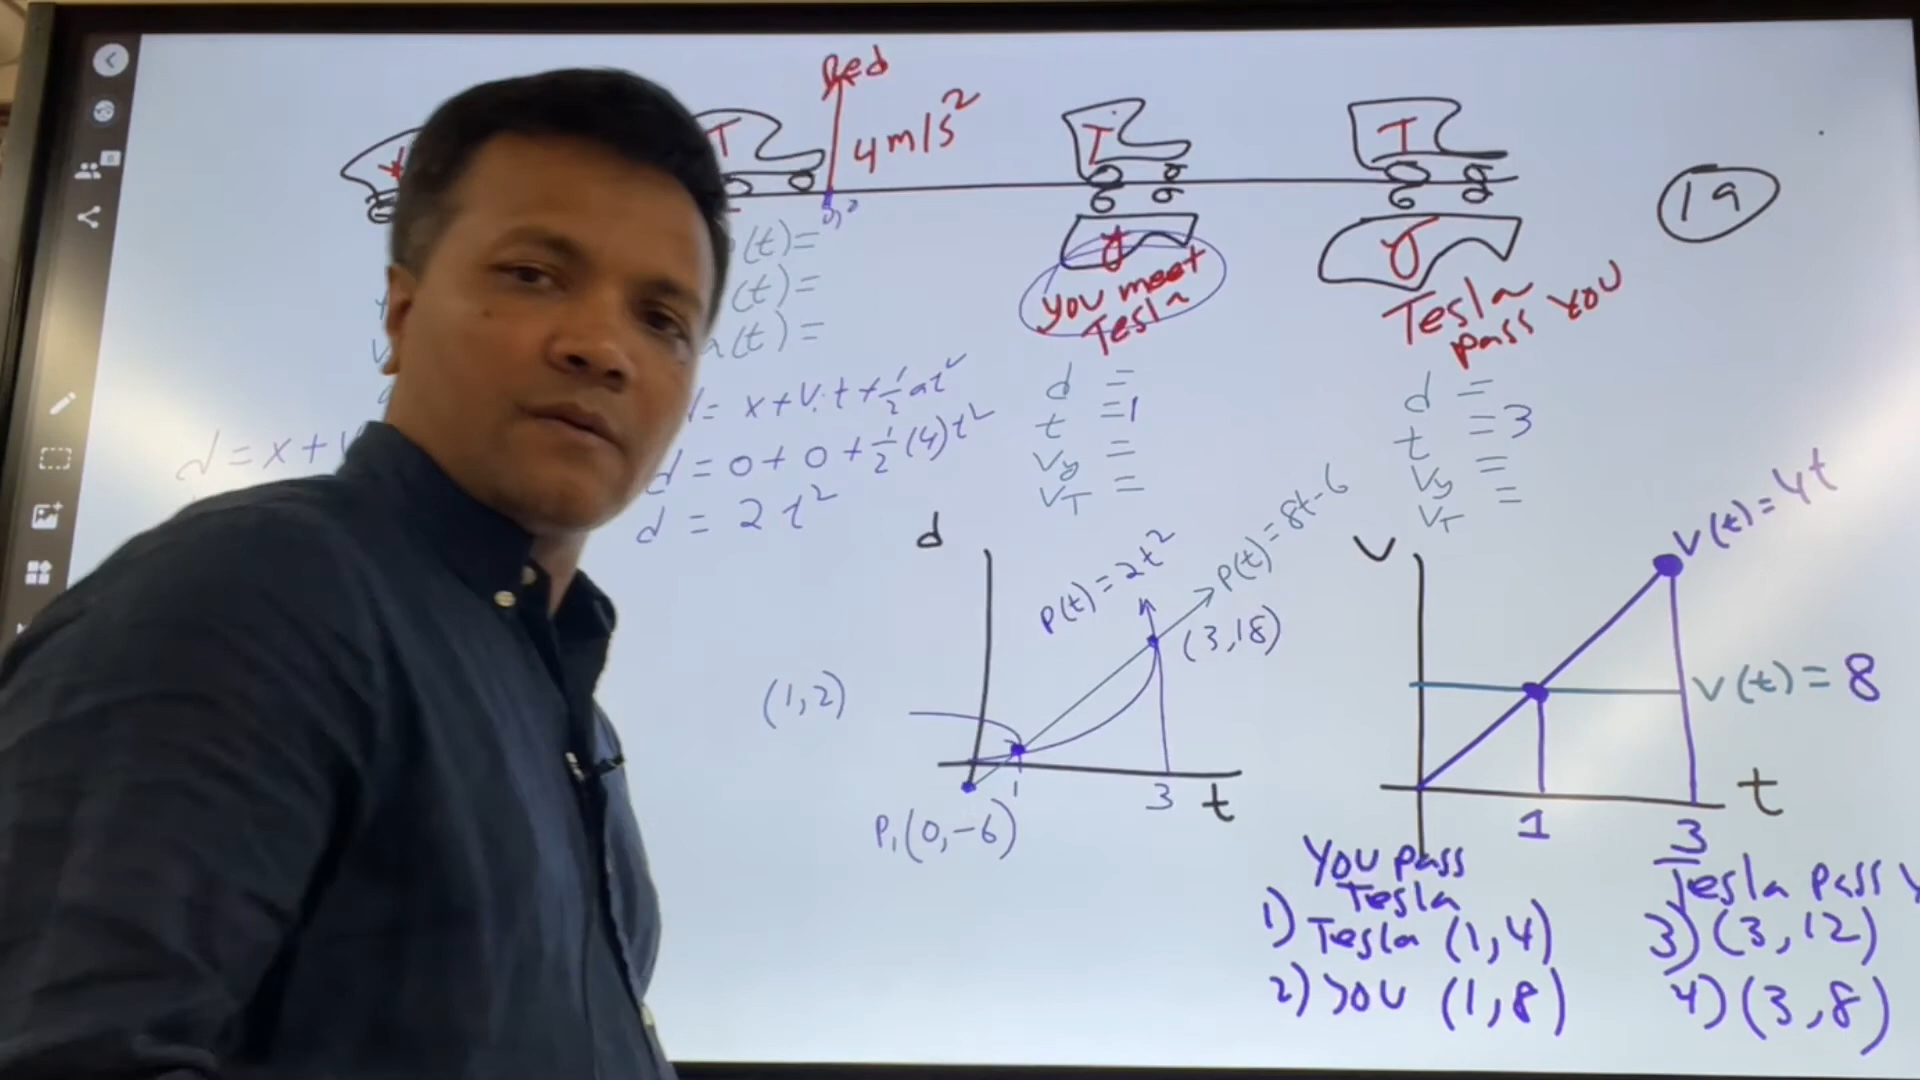 Red
4 m/s²
T
T
T
y
y
19
(t)=
(t)=
a(t)=
you meet
Tesla
Tesla
pass you
d =
t =1
Vy =
VT =
d =
t =3
Vy =
VT =
d = x +
d= x+Vit+½at²
d = 0+0+½(4)t²
d = 2t²
d
P(t)=2t²
P(t)=8t-6
(3,18)
(1,2)
1
3
t
P₁(0,-6)
V
V(t)=4t
V(t)=8
t
1
3
You pass
Tesla
1) Tesla (1,4)
2) you (1,8)
Tesla pass
3) (3,12)
4) (3,8)